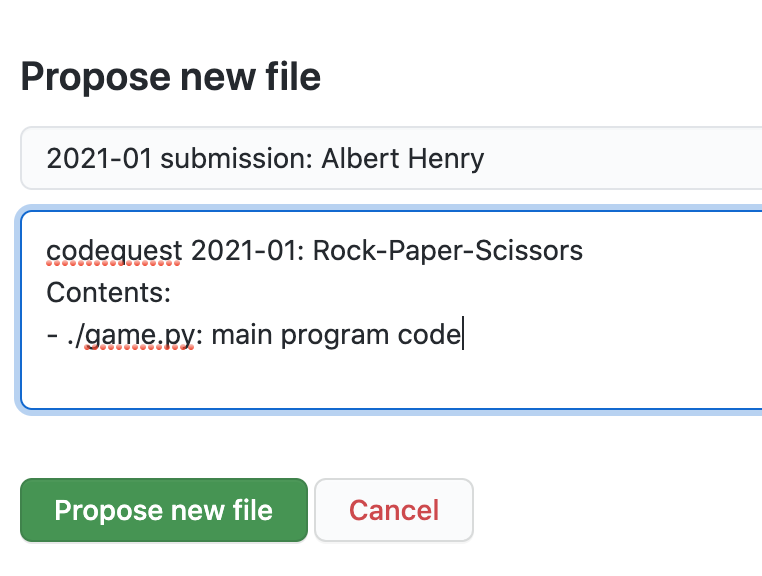 Propose new file
2021-01 submission: Albert Henry
codequest 2021-01: Rock-Paper-Scissors
Contents:
- ./game.py: main program code
Propose new file
Cancel